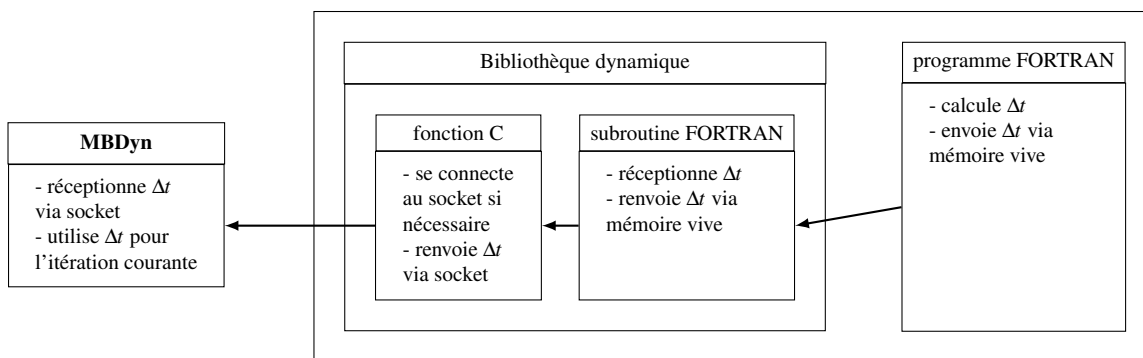 MBDyn
- réceptionne Δt
via socket
- utilise Δt pour
l'itération courante
Bibliothèque dynamique
fonction C
- se connecte
au socket si
nécessaire
- renvoie Δt
via socket
subroutine FORTRAN
- réceptionne Δt
- renvoie Δt via
mémoire vive
programme FORTRAN
- calcule Δt
- envoie Δt via
mémoire vive